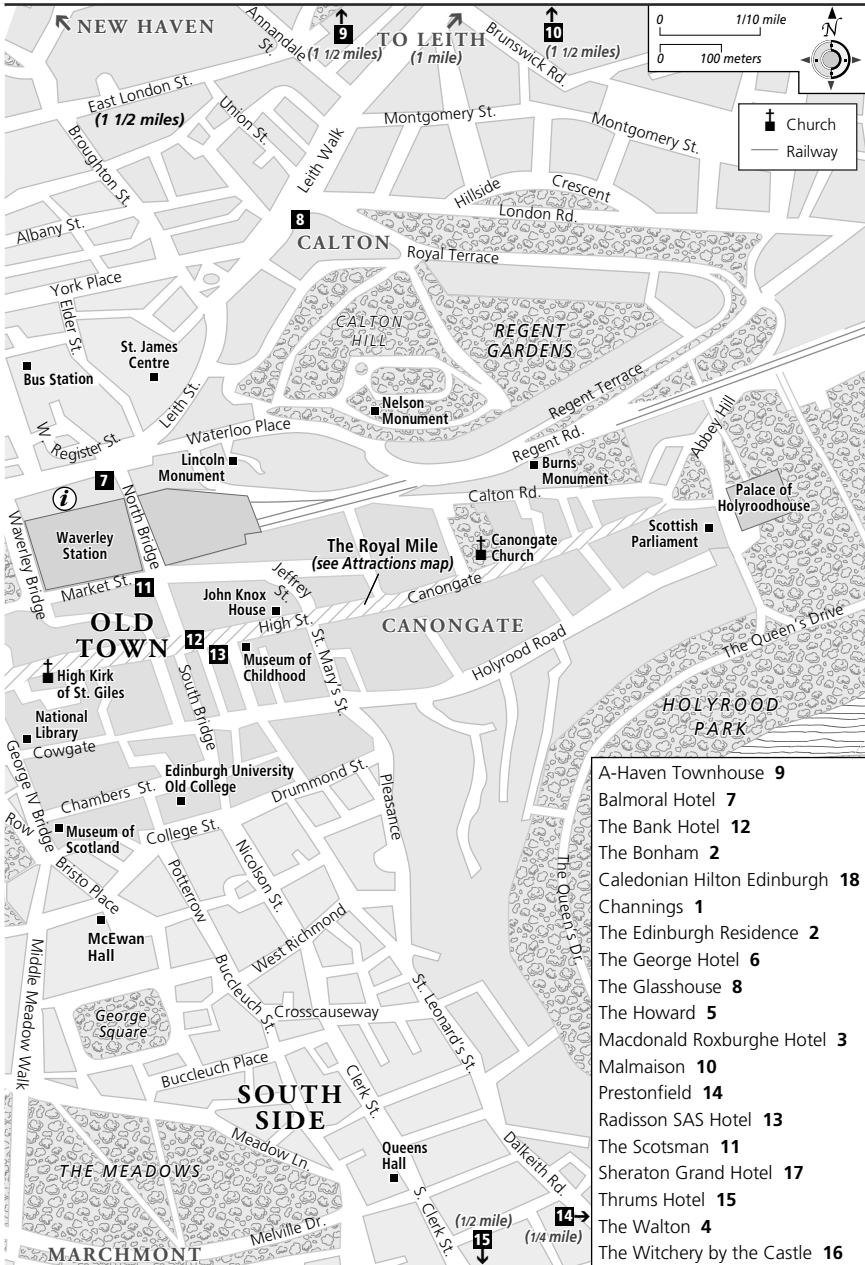 NEW HAVEN
Annandale
St.
9
(1 1/2 miles)
TO LEITH
(1 mile)
10
(1 1/2 miles)
Brunswick Rd.
0 1/10 mile
0 100 meters
N
Church
Railway
East London St.
(1 1/2 miles)
Union St.
Broughton St.
Leith Walk
Montgomery St.
Montgomery St.
Hillside
Crescent
London Rd.
Albany St.
8
CALTON
Royal Terrace
York Place
Elder St.
CALTON
HILL
REGENT
GARDENS
St. James
Centre
Bus Station
Leith St.
Nelson
Monument
Regent Terrace
W
Register St.
Waterloo Place
Lincoln
Monument
Regent Rd.
Burns
Monument
Abbey Hill
7
i
North Bridge
Calton Rd.
Palace of
Holyroodhouse
Waverley
Station
Waverley Bridge
The Royal Mile
(see Attractions map)
Canongate
Church
Scottish
Parliament
Market St.
11
John Knox
House
Jeffrey
St.
Canongate
OLD
TOWN
12
13
High St.
CANONGATE
Museum of
Childhood
St. Mary's St.
Holyrood Road
The Queen's Drive
High Kirk
of St. Giles
South Bridge
HOLYROOD
PARK
National
Library
Cowgate
George IV Bridge
Edinburgh University
Old College
Drummond St.
Pleasance
Chambers St.
Row
Museum of
Scotland
College St.
Bristo Place
Potterrow
Nicolson St.
The Queen's Dr.
McEwan
Hall
West Richmond
Middle Meadow Walk
Buccleuch St.
Crosscauseway
St. Leonard's St.
George
Square
Buccleuch Place
SOUTH
SIDE
Clerk St.
Meadow Ln.
Queens
Hall
Dalkeith Rd.
THE MEADOWS
S. Clerk St.
(1/2 mile)
15
14
(1/4 mile)
Melville Dr.
MARCHMONT
A-Haven Townhouse 9
Balmoral Hotel 7
The Bank Hotel 12
The Bonham 2
Caledonian Hilton Edinburgh 18
Channings 1
The Edinburgh Residence 2
The George Hotel 6
The Glasshouse 8
The Howard 5
Macdonald Roxburghe Hotel 3
Malmaison 10
Prestonfield 14
Radisson SAS Hotel 13
The Scotsman 11
Sheraton Grand Hotel 17
Thrums Hotel 15
The Walton 4
The Witchery by the Castle 16